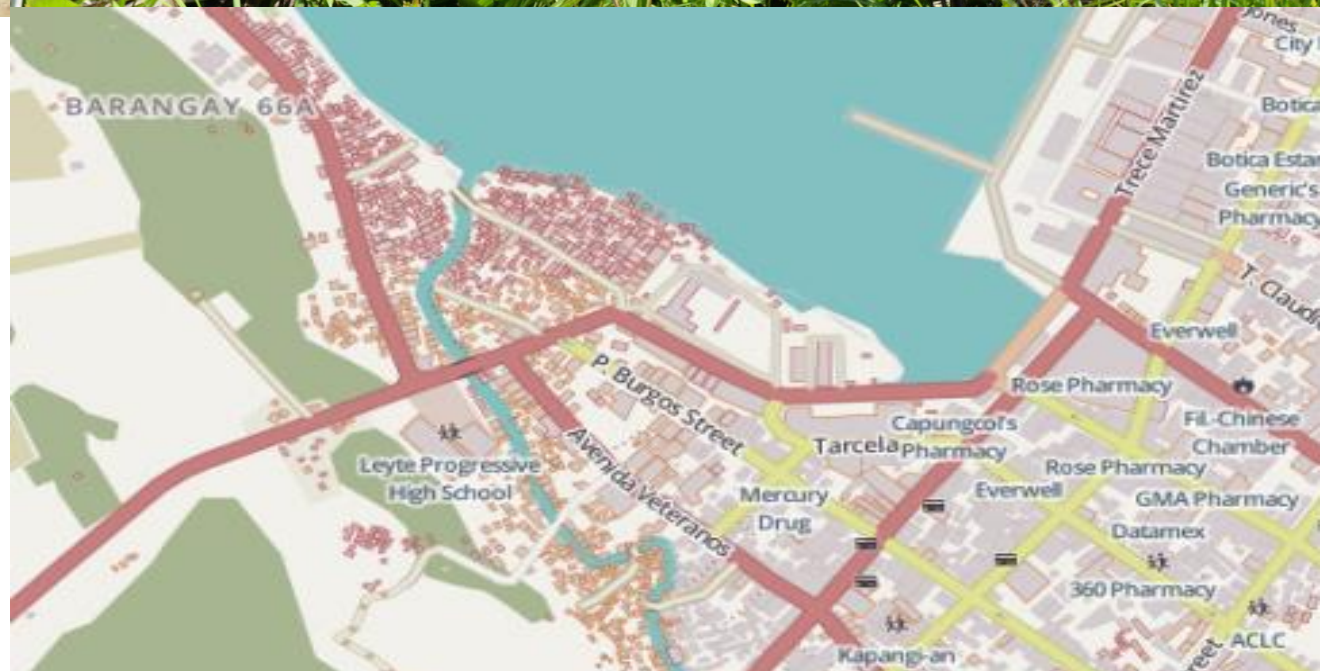 Jones
City
BARANGAY 66A
Botica
Trece Martirez
Botica Estar
Generic's
Pharmacy
T. Claudio
Everwell
Rose Pharmacy
P. Burgos Street
Fil.-Chinese
Chamber
Capungcol's
Pharmacy
Tarcela
Leyte Progressive
High School
Avenida Veteranos
Rose Pharmacy
Everwell
Mercury
Drug
GMA Pharmacy
Datamex
360 Pharmacy
ACLC
Kapangi-an